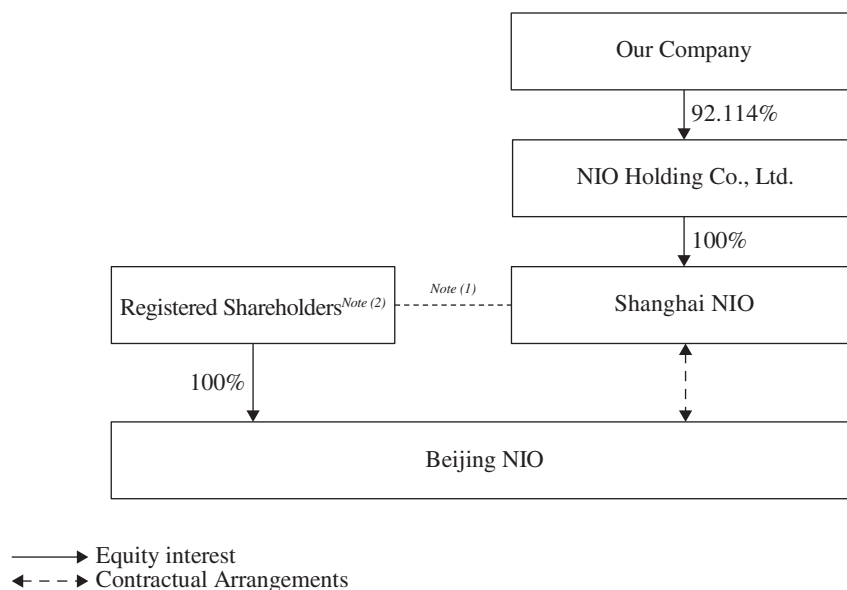 Our Company
92.114%
NIO Holding Co., Ltd.
100%
Registered Shareholders Note (2)
Note (1)
Shanghai NIO
100%
Beijing NIO
Equity interest
Contractual Arrangements